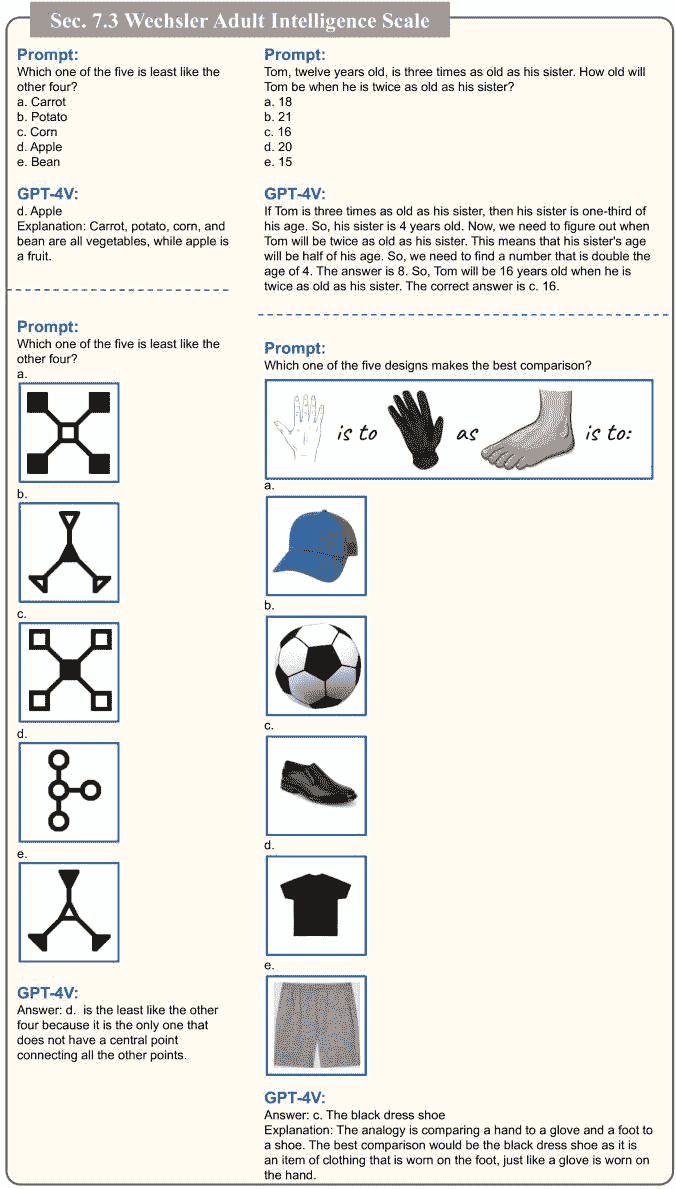 Sec. 7.3 Wechsler Adult Intelligence Scale
Prompt:
Which one of the five is least like the
other four?
a. Carrot
b. Potato
c. Corn
d. Apple
e. Bean
GPT-4V:
d. Apple
Explanation: Carrot, potato, corn, and
bean are all vegetables, while apple is
a fruit.
Prompt:
Which one of the five is least like the
other four?
a.
b.
c.
d.
e.
GPT-4V:
Answer: d.  is the least like the other
four because it is the only one that
does not have a central point
connecting all the other points.
Prompt:
Tom, twelve years old, is three times as old as his sister. How old will
Tom be when he is twice as old as his sister?
a. 18
b. 21
c. 16
d. 20
e. 15
GPT-4V:
If Tom is three times as old as his sister, then his sister is one-third of
his age. So, his sister is 4 years old. Now, we need to figure out when
Tom will be twice as old as his sister. This means that his sister's age
will be half of his age. So, we need to find a number that is double the
age of 4. The answer is 8. So, Tom will be 16 years old when he is
twice as old as his sister. The correct answer is c. 16.
Prompt:
Which one of the five designs makes the best comparison?
is to as is to:
a.
b.
c.
d.
e.
GPT-4V:
Answer: c. The black dress shoe
Explanation: The analogy is comparing a hand to a glove and a foot to
a shoe. The best comparison would be the black dress shoe as it is
an item of clothing that is worn on the foot, just like a glove is worn on
the hand.